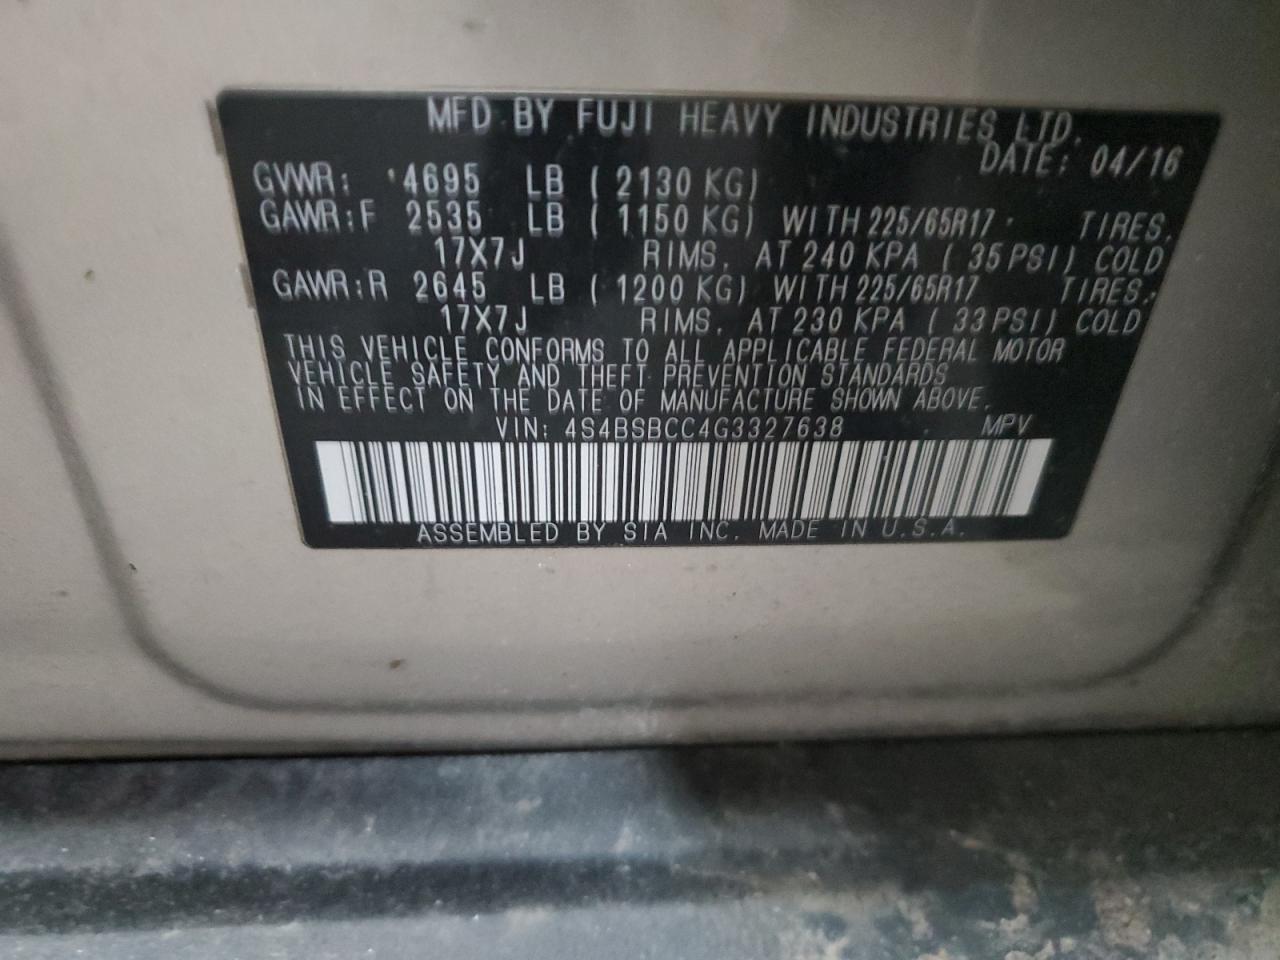 MFD BY FUJI HEAVY INDUSTRIES LTD.
DATE: 04/16
GVWR: 4695 LB ( 2130 KG)
GAWR:F 2535 LB ( 1150 KG) WITH 225/65R17 TIRES,
17X7J RIMS, AT 240 KPA ( 35 PSI) COLD
GAWR:R 2645 LB ( 1200 KG) WITH 225/65R17 TIRES,
17X7J RIMS, AT 230 KPA ( 33 PSI) COLD
THIS VEHICLE CONFORMS TO ALL APPLICABLE FEDERAL MOTOR
VEHICLE SAFETY AND THEFT PREVENTION STANDARDS
IN EFFECT ON THE DATE OF MANUFACTURE SHOWN ABOVE.
VIN: 4S4BSBCC4G3327638 MPV
ASSEMBLED BY SIA INC. MADE IN U.S.A.